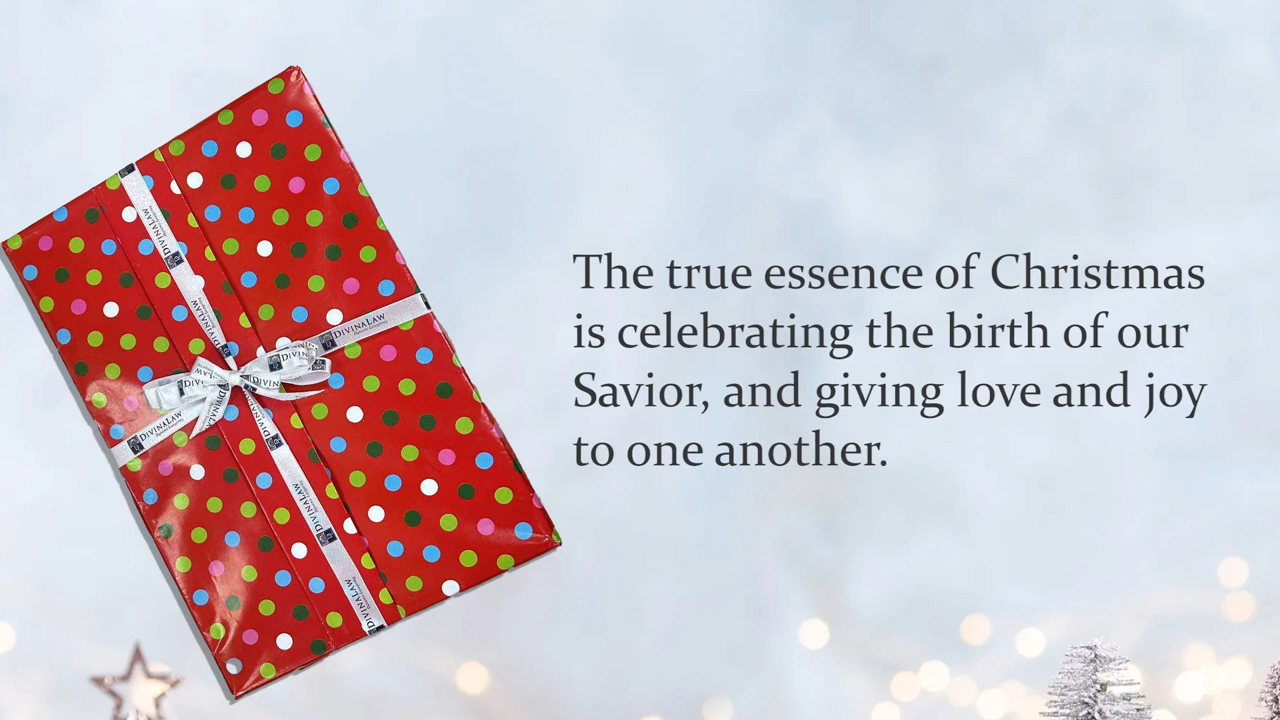 The true essence of Christmas
is celebrating the birth of our
Savior, and giving love and joy
to one another.
DIVINALAW
DIVINALAW
DIVINALAW
DIVINALAW
DIVINALAW
DIVINALAW